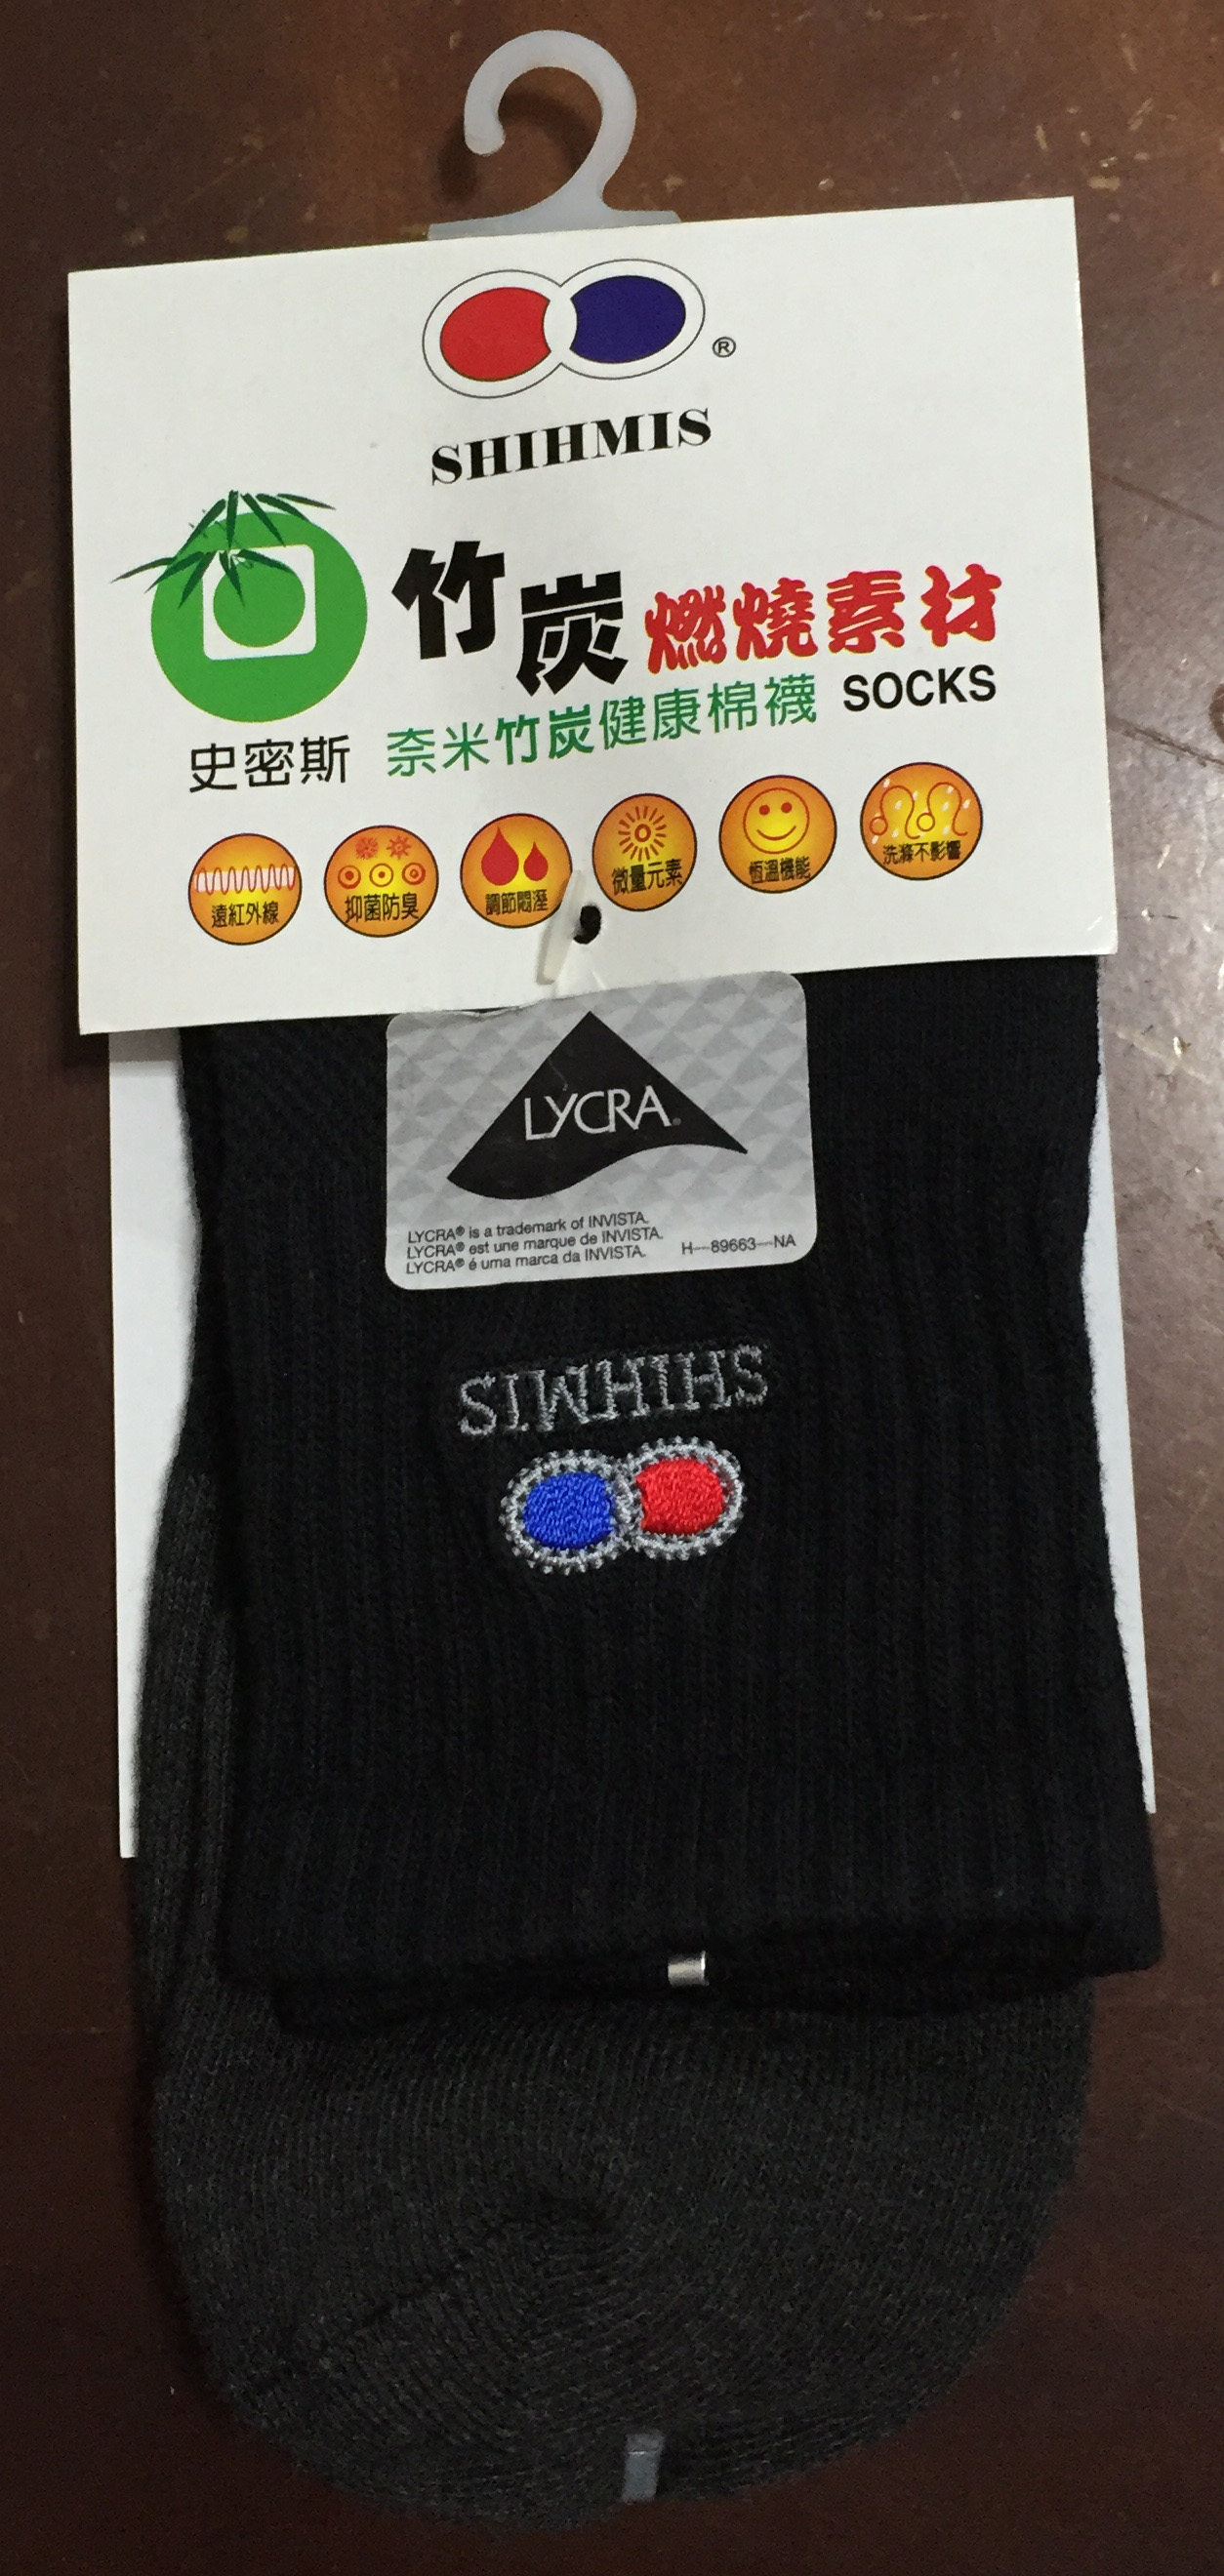 ®
SHIHMIS
竹炭燃燒素材
史密斯 奈米竹炭健康棉襪 SOCKS
遠紅外線 抑菌防臭 調節悶溼 微量元素 恆溫機能 洗滌不影響
LYCRA®
LYCRA® is a trademark of INVISTA.
LYCRA® est une marque de INVISTA.
LYCRA® é uma marca da INVISTA. H-89663-NA
SHIHMIS